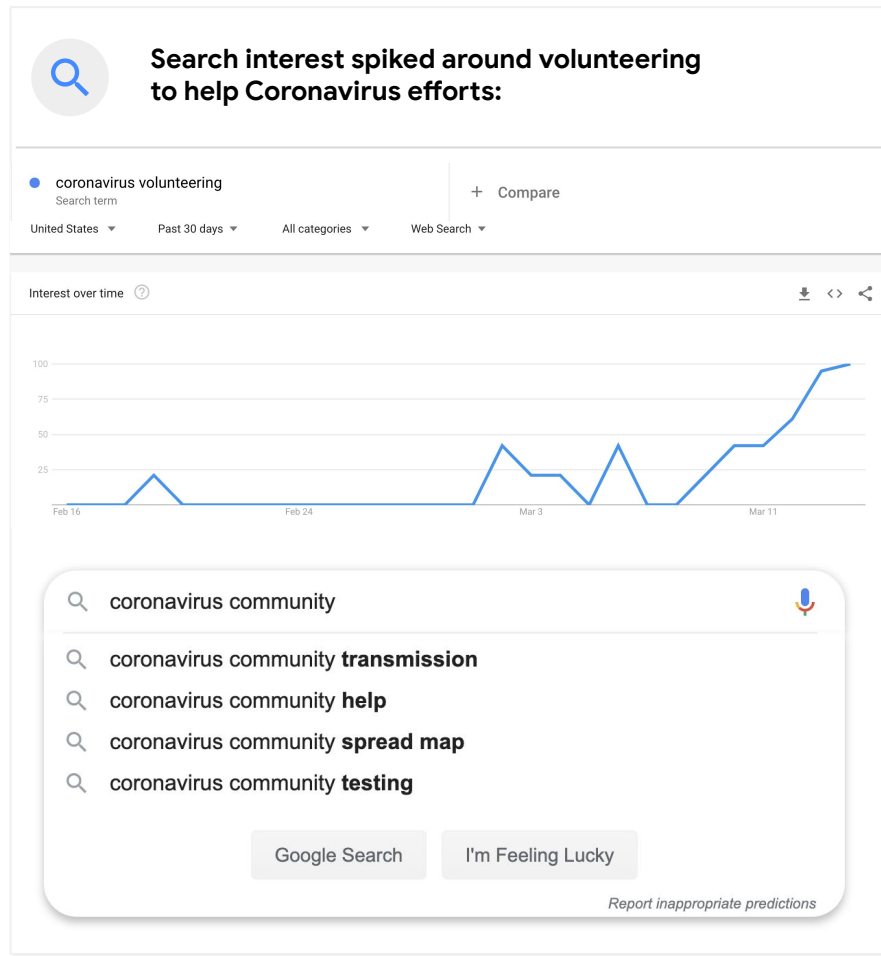 Search interest spiked around volunteering
to help Coronavirus efforts:
coronavirus volunteering
Search term
+ Compare
United States
Past 30 days
All categories
Web Search
Interest over time ?
100
75
50
25
Feb 16
Feb 24
Mar 3
Mar 11
coronavirus community
coronavirus community transmission
coronavirus community help
coronavirus community spread map
coronavirus community testing
Google Search
I'm Feeling Lucky
Report inappropriate predictions